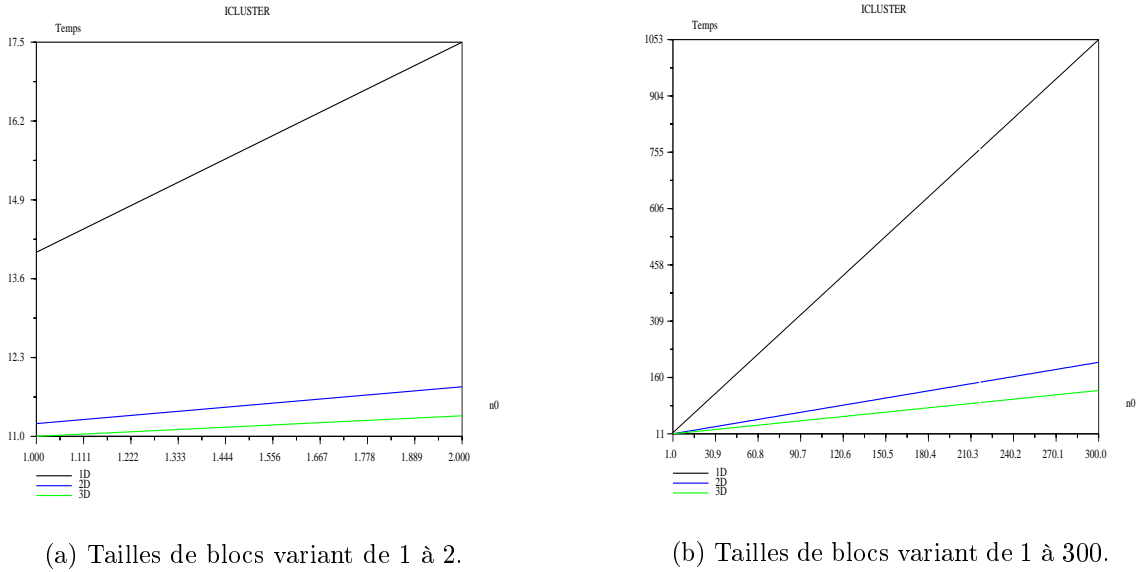 ICLUSTER
Temps
17.5
16.2
14.9
13.6
12.3
11.0
1.000 1.111 1.222 1.333 1.444 1.556 1.667 1.778 1.889 2.000
n0
1D
2D
3D
(a) Tailles de blocs variant de 1 à 2.
ICLUSTER
Temps
1053
904
755
606
458
309
160
11
1.0 30.9 60.8 90.7 120.6 150.5 180.4 210.3 240.2 270.1 300.0
n0
1D
2D
3D
(b) Tailles de blocs variant de 1 à 300.